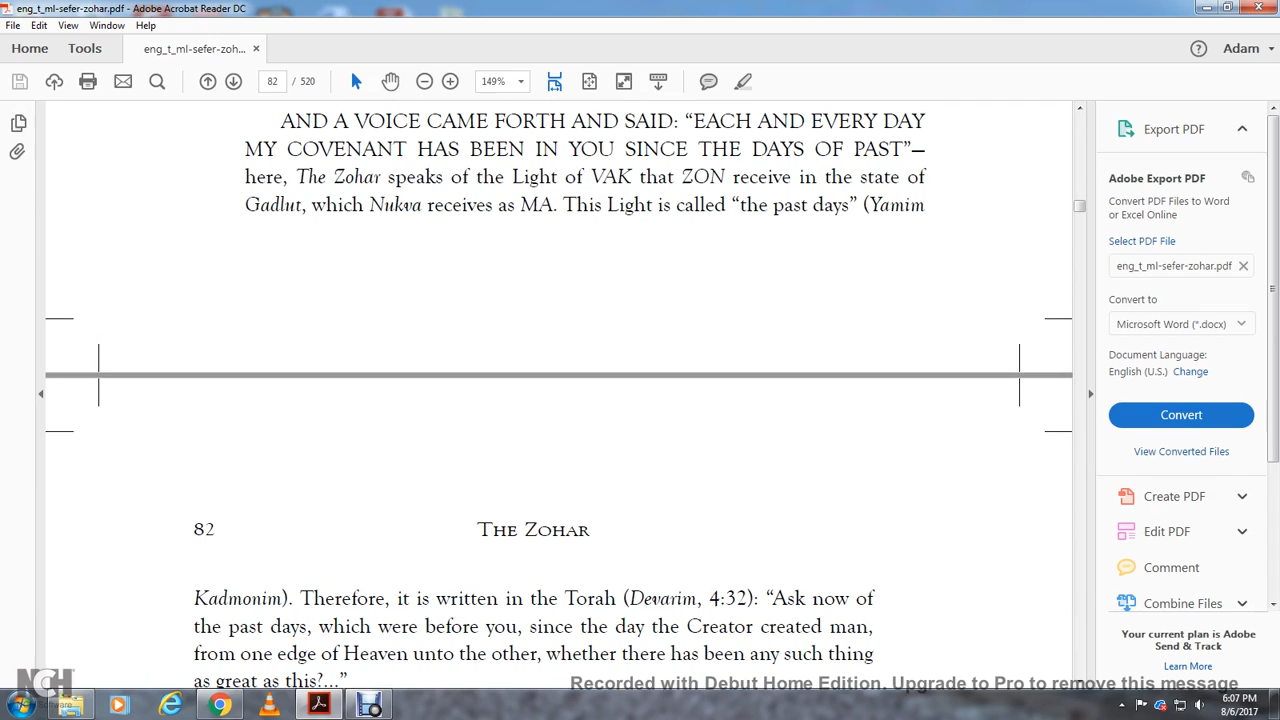 eng_t_ml-sefer-zohar.pdf - Adobe Acrobat Reader DC
File Edit View Window Help
Home Tools eng_t_ml-sefer-zoh... × Adam
82 / 520 149%
AND A VOICE CAME FORTH AND SAID: “EACH AND EVERY DAY
MY COVENANT HAS BEEN IN YOU SINCE THE DAYS OF PAST”—
here, The Zohar speaks of the Light of VAK that ZON receive in the state of
Gadlut, which Nukva receives as MA. This Light is called “the past days” (Yamim
82 THE ZOHAR
Kadmonim). Therefore, it is written in the Torah (Devarim, 4:32): “Ask now of
the past days, which were before you, since the day the Creator created man,
from one edge of Heaven unto the other, whether there has been any such thing
as great as this?...”
Export PDF
Adobe Export PDF
Convert PDF Files to Word
or Excel Online
Select PDF File
eng_t_ml-sefer-zohar.pdf
Convert to
Microsoft Word (*.docx)
Document Language:
English (U.S.) Change
Convert
View Converted Files
Create PDF
Edit PDF
Comment
Combine Files
Your current plan is Adobe
Send & Track
Learn More
NCH
Software
Recorded with Debut Home Edition. Upgrade to Pro to remove this message
6:07 PM
8/6/2017